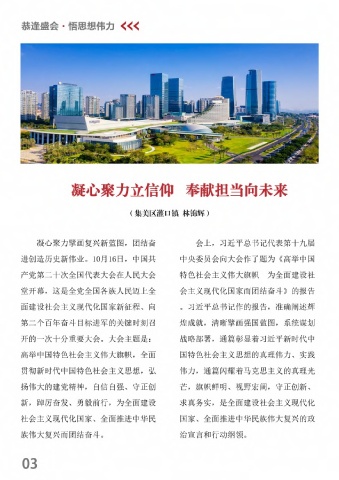 恭逢盛会·悟思想伟力
凝心聚力立信仰 奉献担当向未来
（集美区灌口镇 林锦辉）
凝心聚力擘画复兴新蓝图，团结奋
进创造历史新伟业。10月16日，中国共
产党第二十次全国代表大会在人民大会
堂开幕，这是全党全国各族人民迈上全
面建设社会主义现代化国家新征程、向
第二个百年奋斗目标进军的关键时刻召
开的一次十分重要大会。大会主题是：
高举中国特色社会主义伟大旗帜，全面
贯彻新时代中国特色社会主义思想，弘
扬伟大的建党精神，自信自强、守正创
新，踔厉奋发、勇毅前行，为全面建设
社会主义现代化国家、全面推进中华民
族伟大复兴而团结奋斗。
会上，习近平总书记代表第十九届
中央委员会向大会作了题为《高举中国
特色社会主义伟大旗帜 为全面建设社
会主义现代化国家而团结奋斗》的报告
。习近平总书记作的报告，准确阐述辉
煌成就，清晰擘画强国蓝图，系统谋划
战略部署，通篇彰显着习近平新时代中
国特色社会主义思想的真理伟力、实践
伟力，通篇闪耀着马克思主义的真理光
芒，旗帜鲜明、视野宏阔，守正创新、
求真务实，是全面建设社会主义现代化
国家、全面推进中华民族伟大复兴的政
治宣言和行动纲领。
03